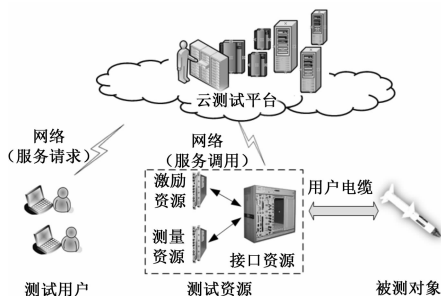 云测试平台
网络
（服务请求）
网络
（服务调用）
激励
资源
测量
资源
接口资源
用户电缆
测试用户
测试资源
被测对象